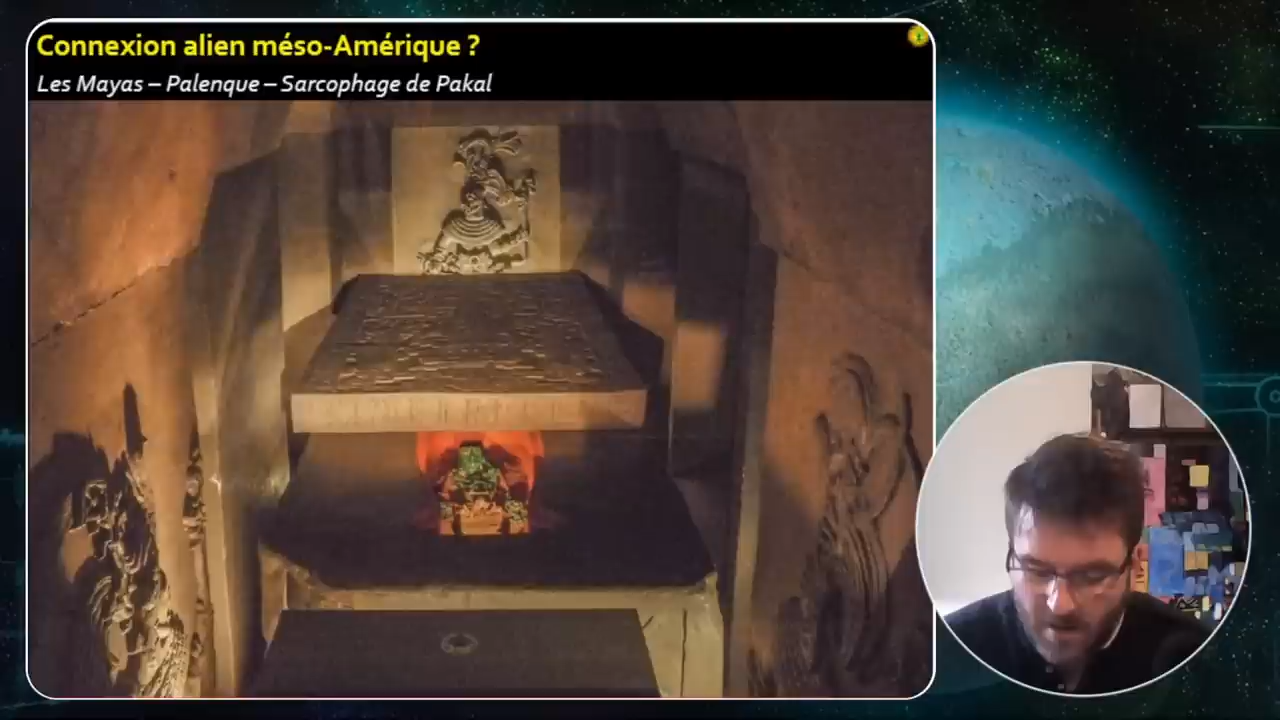 Connexion alien méso-Amérique ?
Les Mayas – Palenque – Sarcophage de Pakal